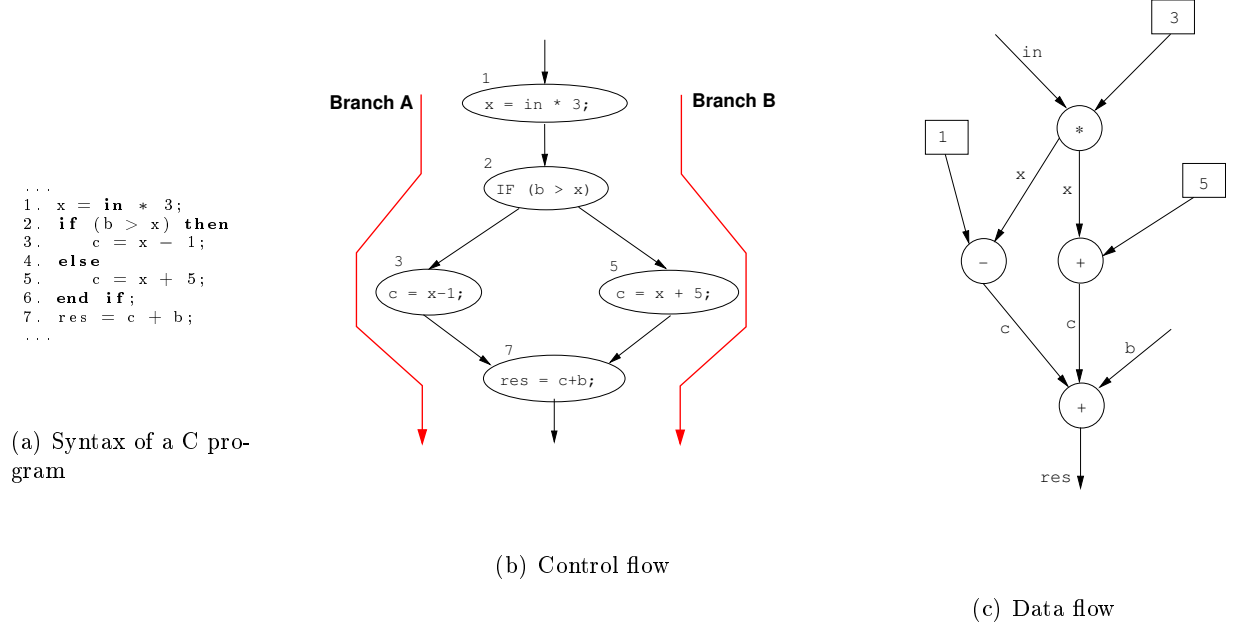 ...
1. x = in * 3;
2. if (b > x) then
3. c = x - 1;
4. else
5. c = x + 5;
6. end if;
7. res = c + b;
...
(a) Syntax of a C pro-
gram
Branch A
Branch B
1
x = in * 3;
2
IF (b > x)
3
c = x-1;
5
c = x + 5;
7
res = c+b;
(b) Control flow
3
in
*
1
x
x
5
-
+
c
c
b
+
res
(c) Data flow